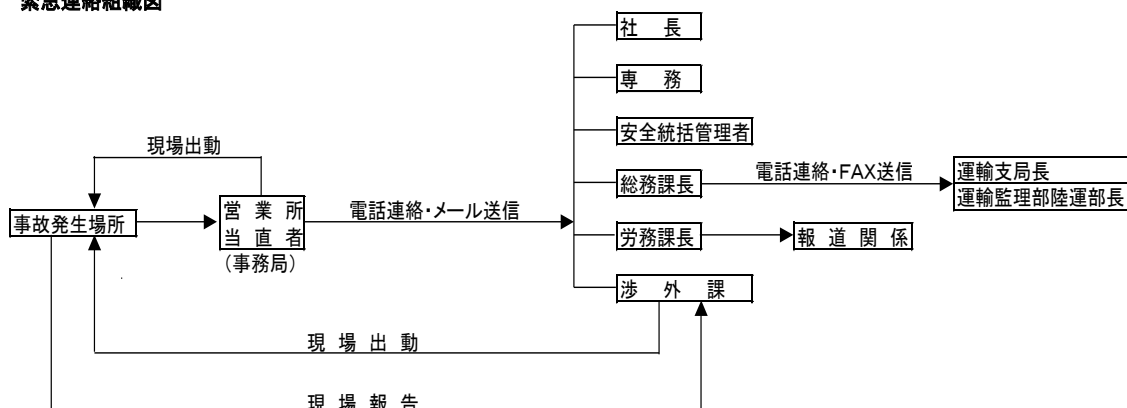 緊急連絡組織図
社　長
専　務
安全統括管理者
現場出動
総務課長
電話連絡・FAX送信
運輸支局長
運輸監理部陸運部長
事故発生場所
営 業 所
当 直 者
(事務局)
電話連絡・メール送信
労務課長
報 道 関 係
渉　外　課
現 場 出 動
現 場 報 告